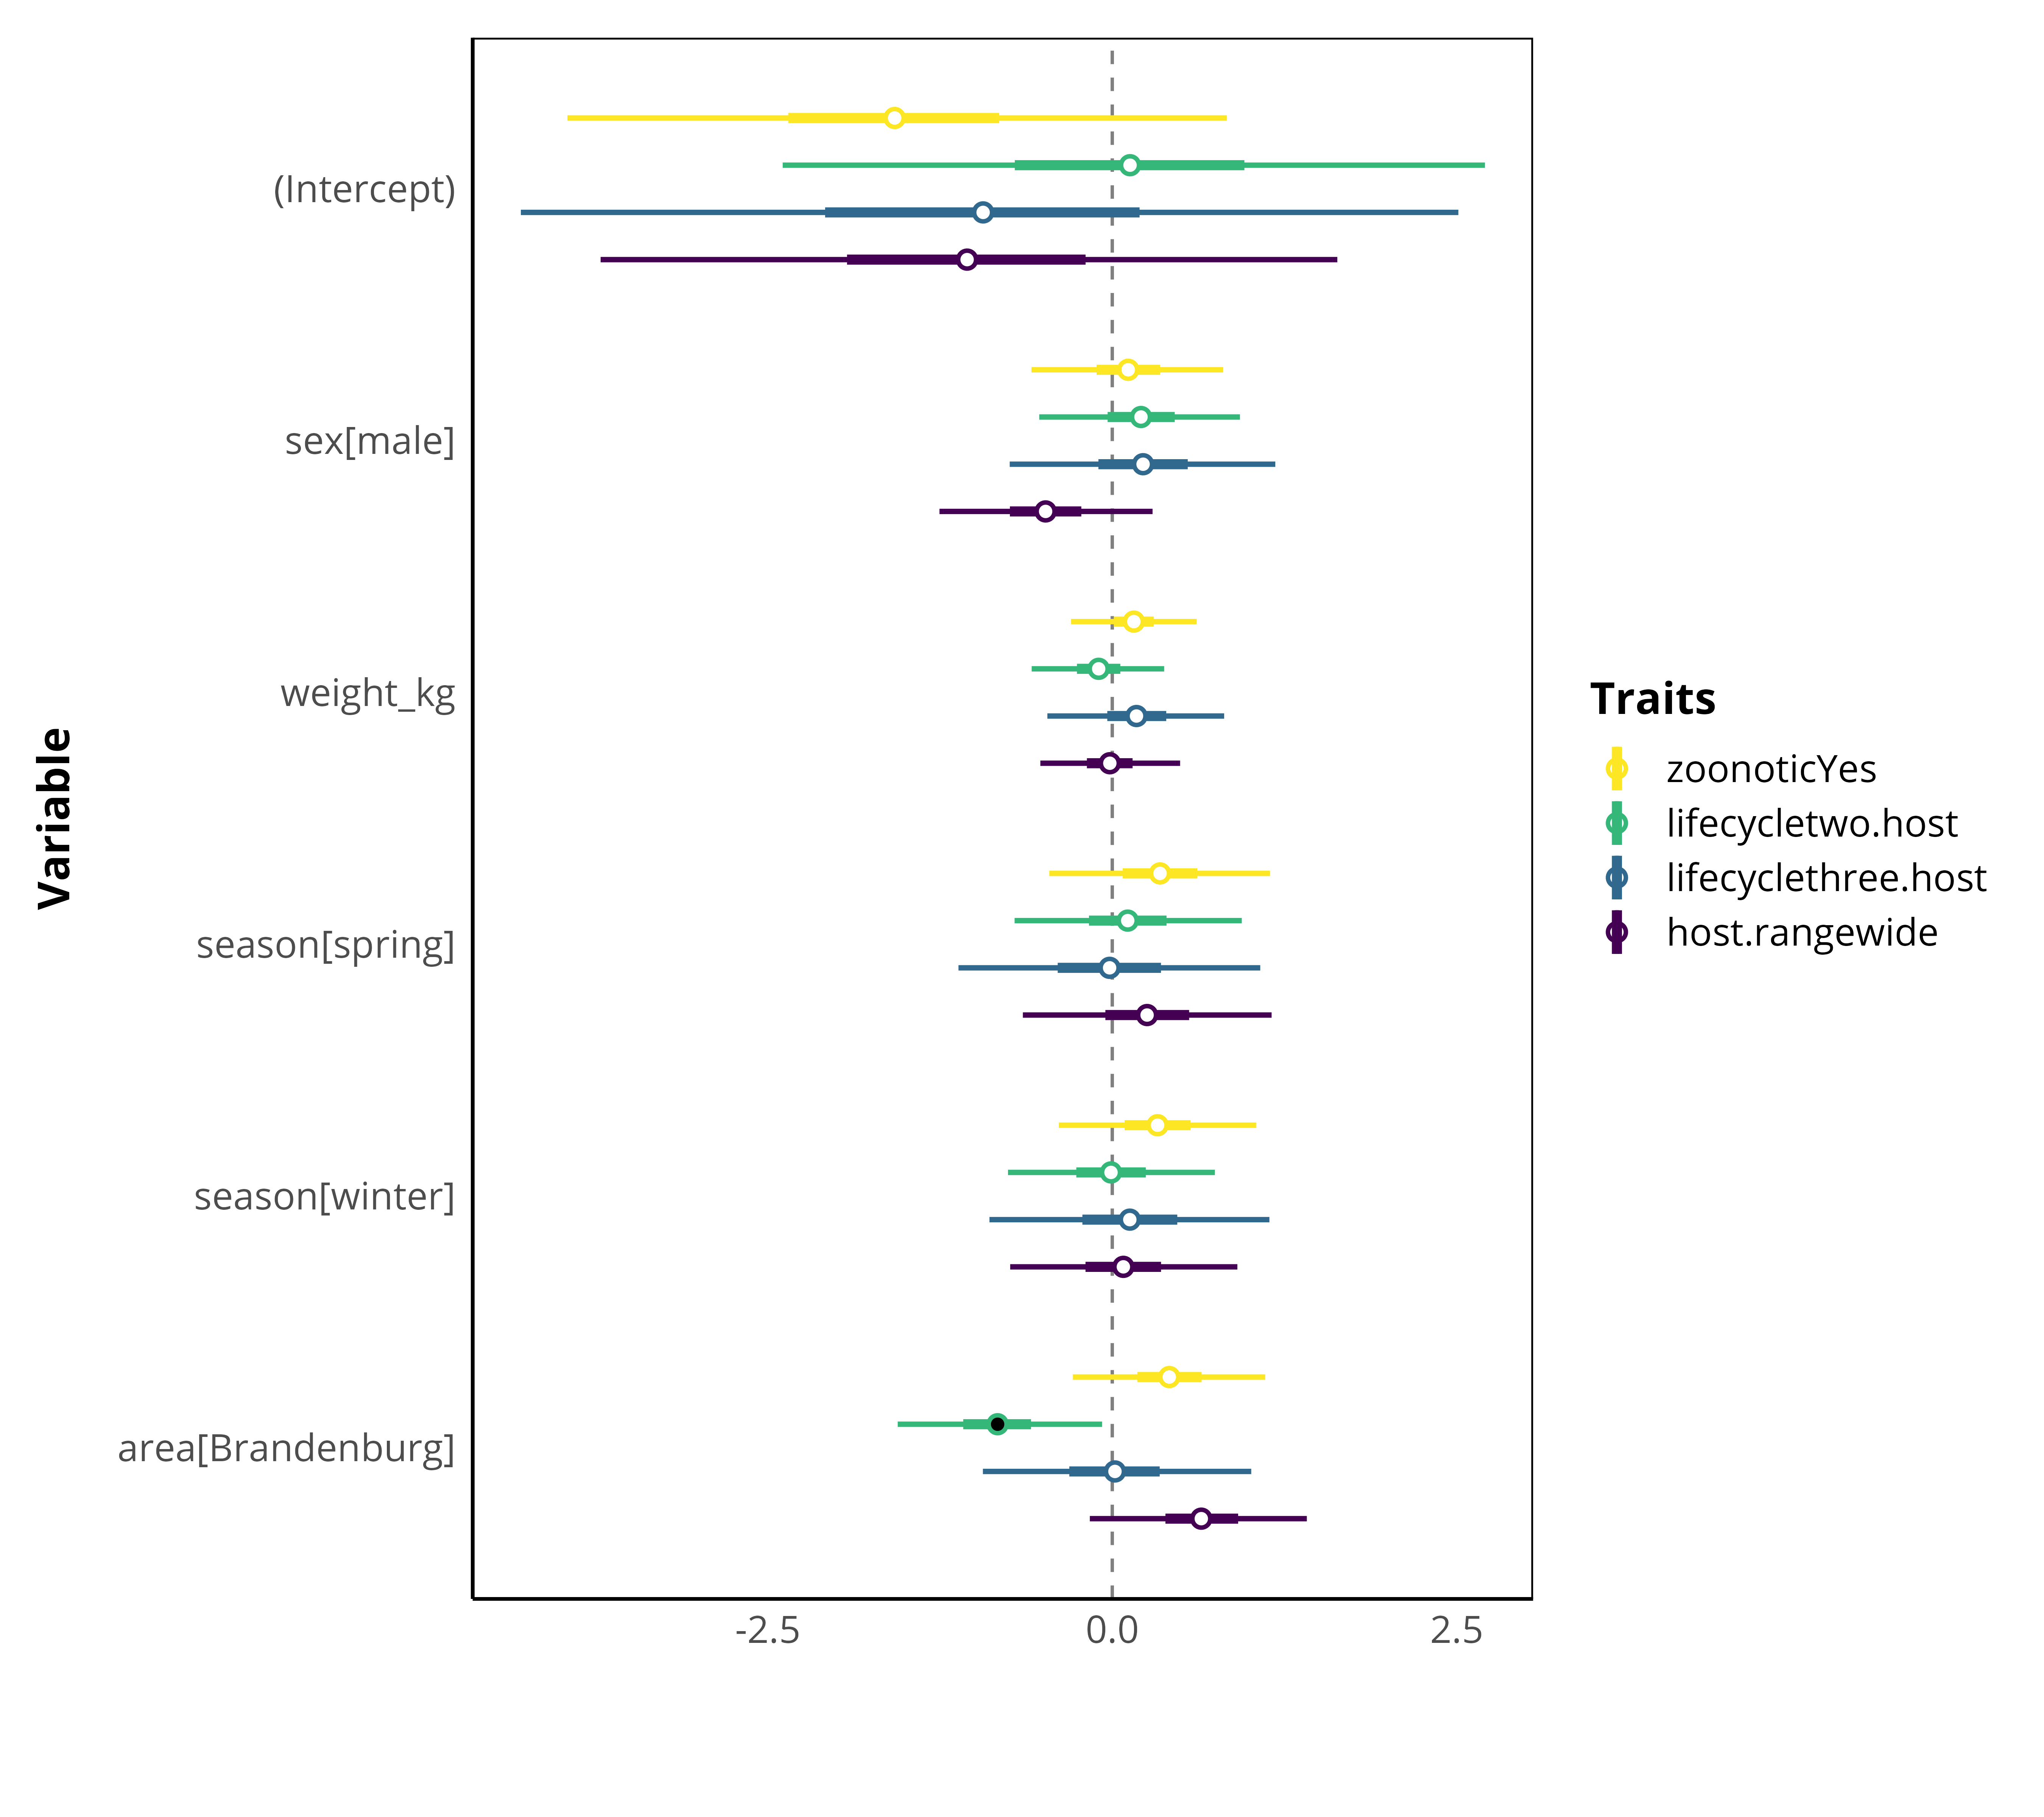 (Intercept)
sex[male]
weight_kg
season[spring]
season[winter]
area[Brandenburg]
Variable
-2.5 0.0 2.5
Traits
zoonoticYes
lifecycletwo.host
lifecyclethree.host
host.rangewide